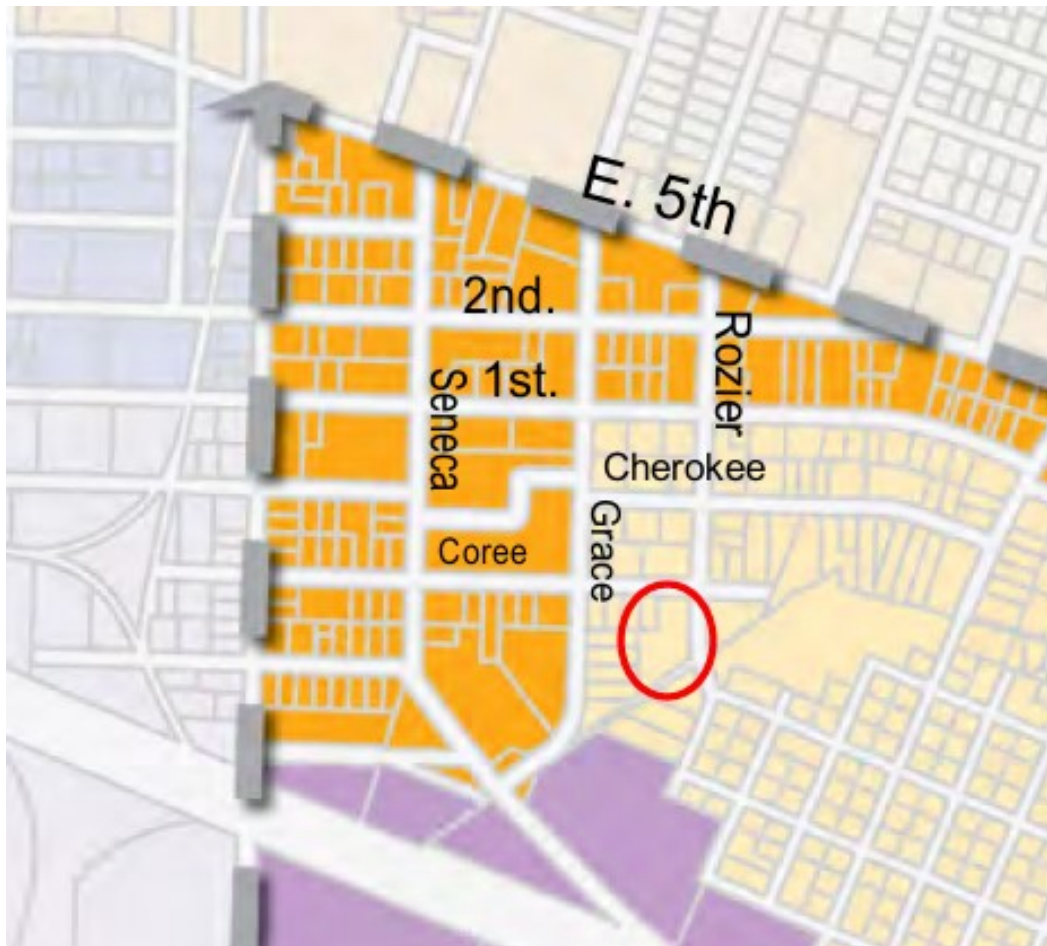 E. 5th
2nd.
Rozier
1st.
Seneca
Cherokee
Grace
Coree